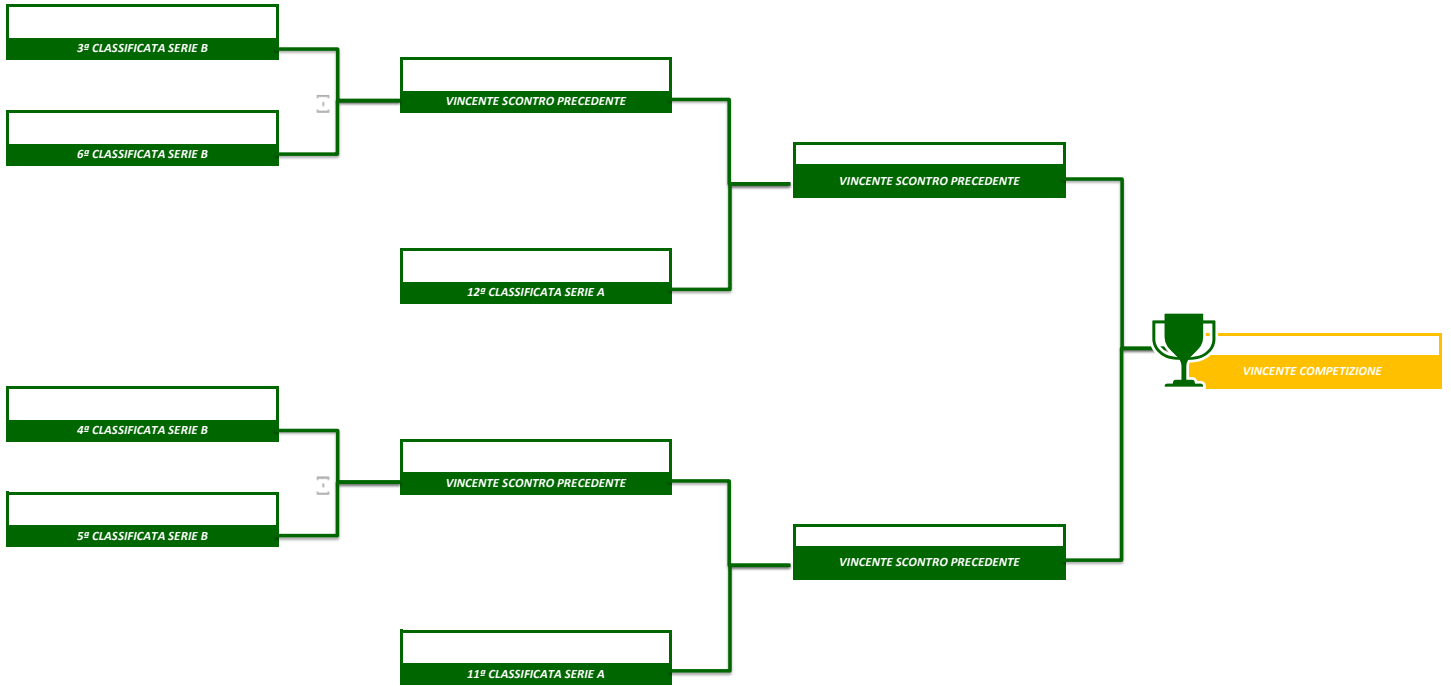 3ª CLASSIFICATA SERIE B
[ - ]
6ª CLASSIFICATA SERIE B
VINCENTE SCONTRO PRECEDENTE
12ª CLASSIFICATA SERIE A
VINCENTE SCONTRO PRECEDENTE
4ª CLASSIFICATA SERIE B
[ - ]
5ª CLASSIFICATA SERIE B
VINCENTE SCONTRO PRECEDENTE
11ª CLASSIFICATA SERIE A
VINCENTE SCONTRO PRECEDENTE
VINCENTE COMPETIZIONE